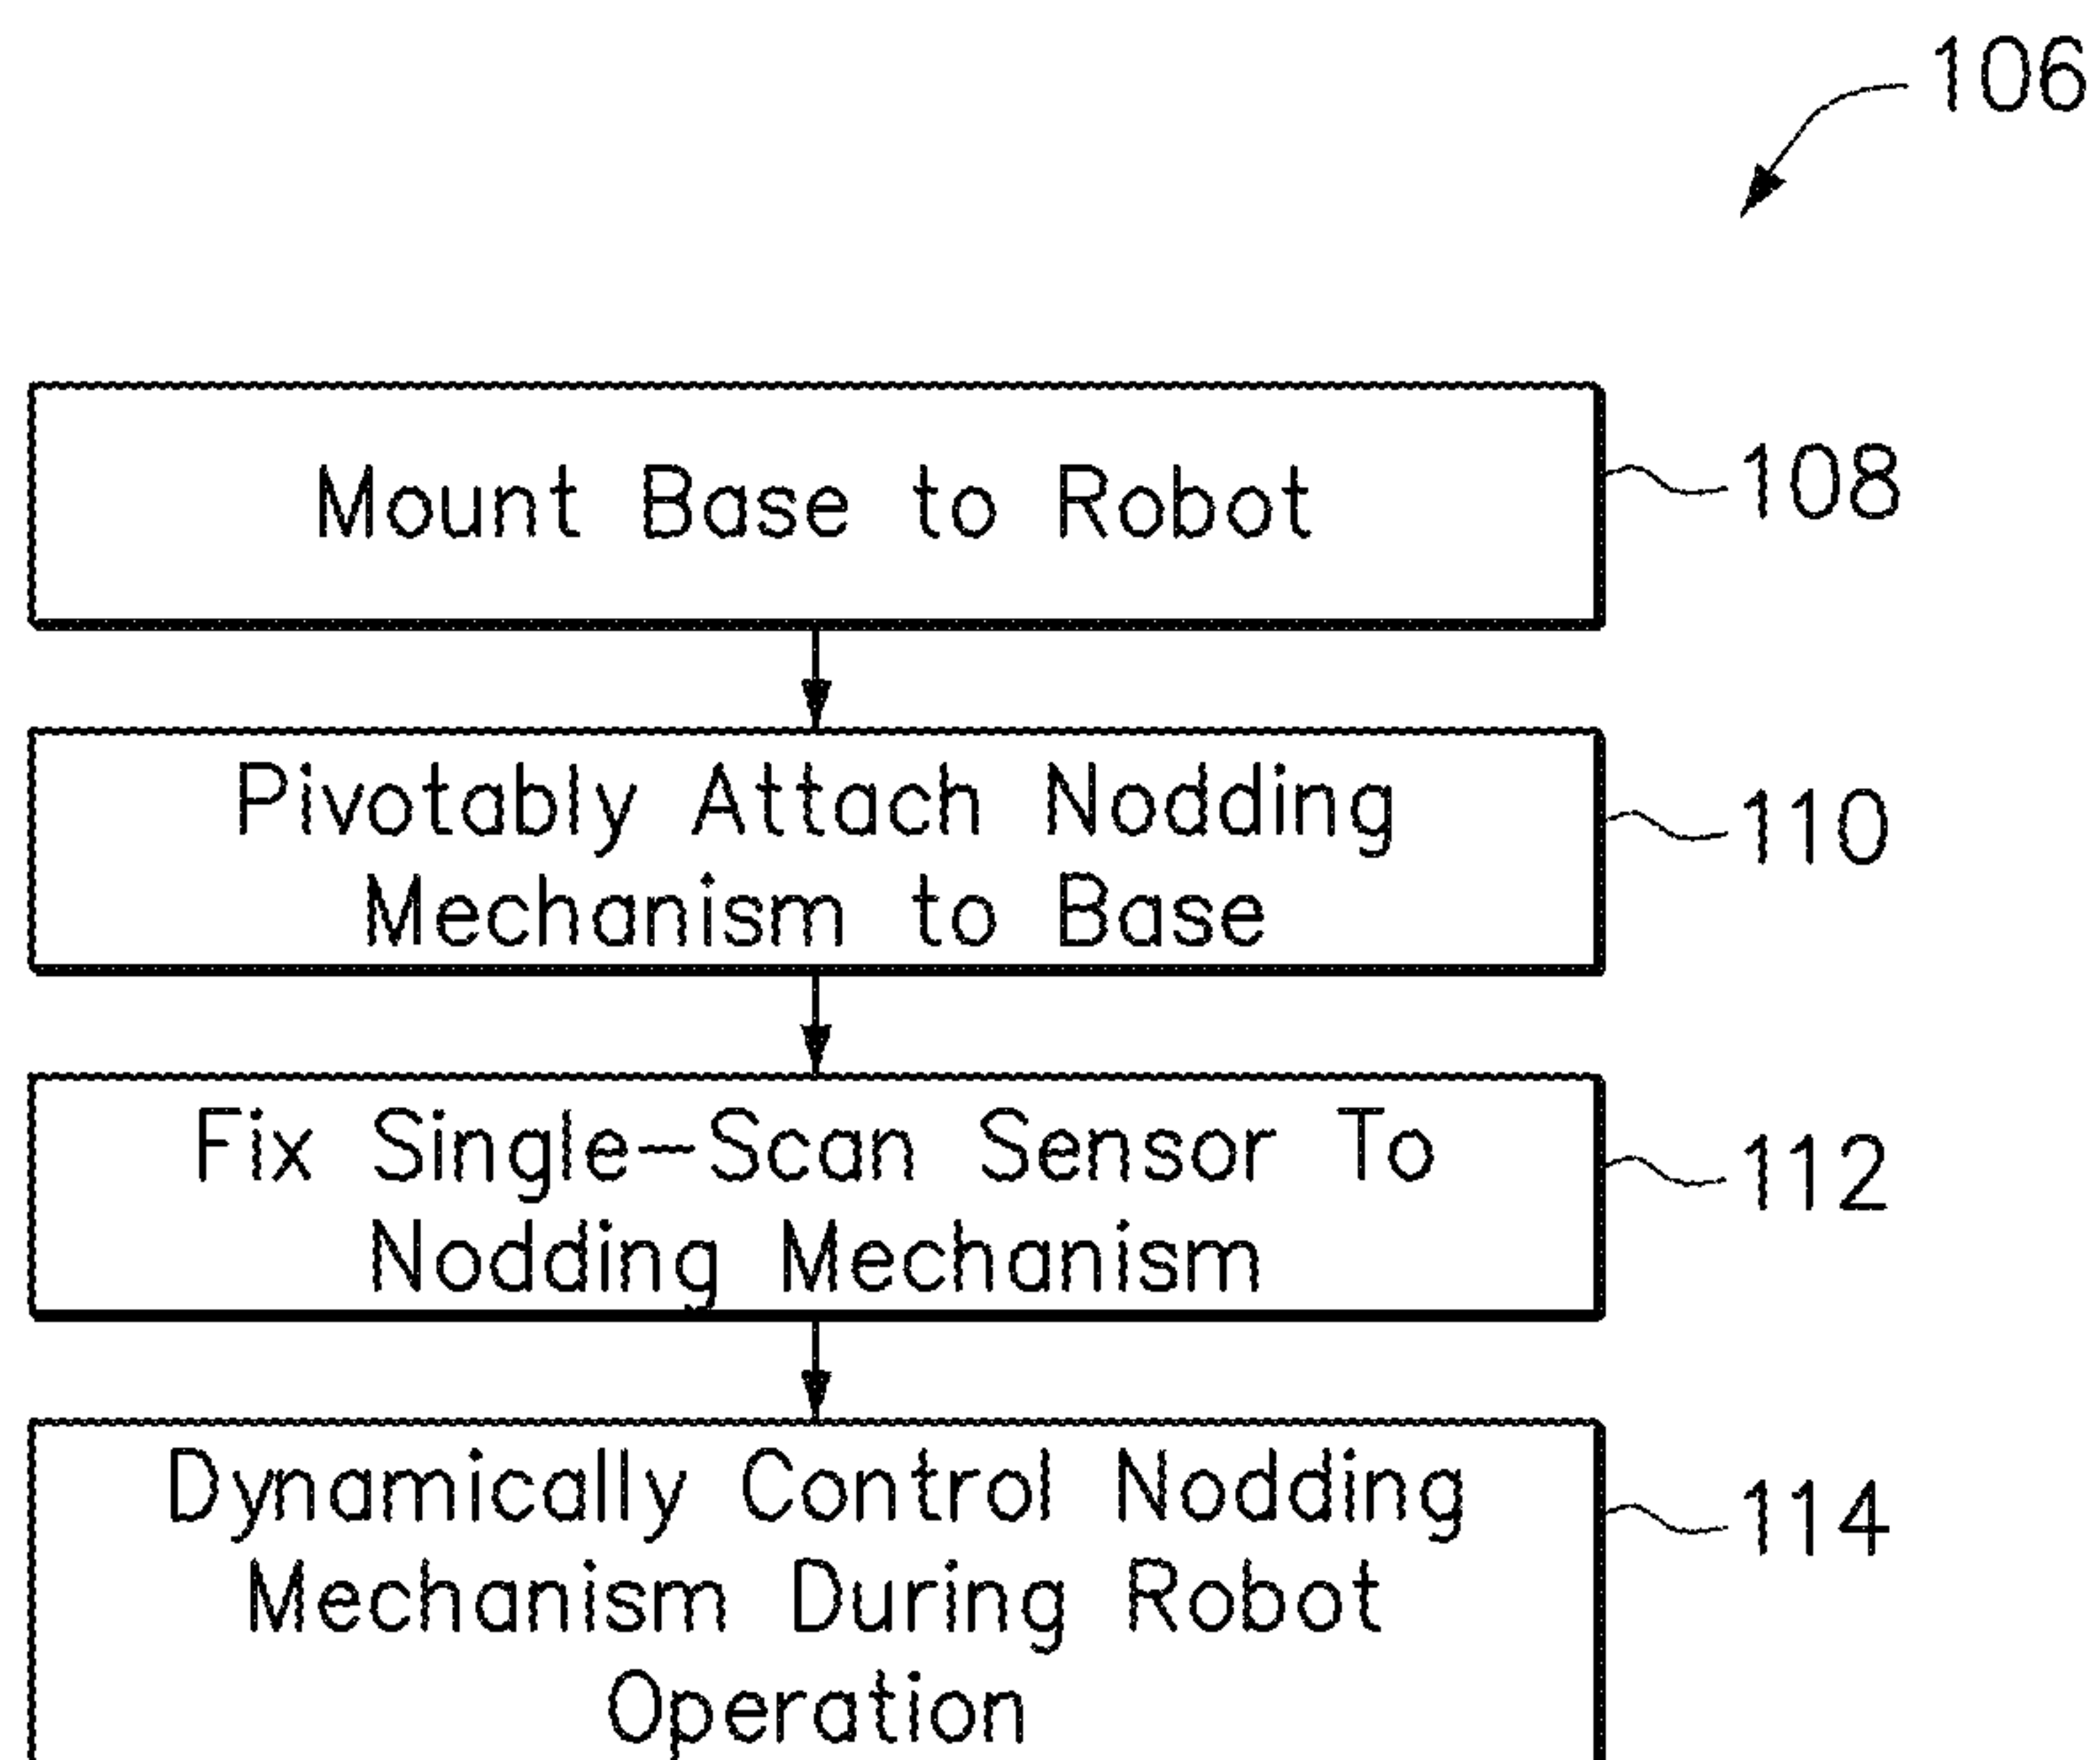 106
Mount Base to Robot
108
Pivotably Attach Nodding
Mechanism to Base
110
Fix Single-Scan Sensor To
Nodding Mechanism
112
Dynamically Control Nodding
Mechanism During Robot
Operation
114